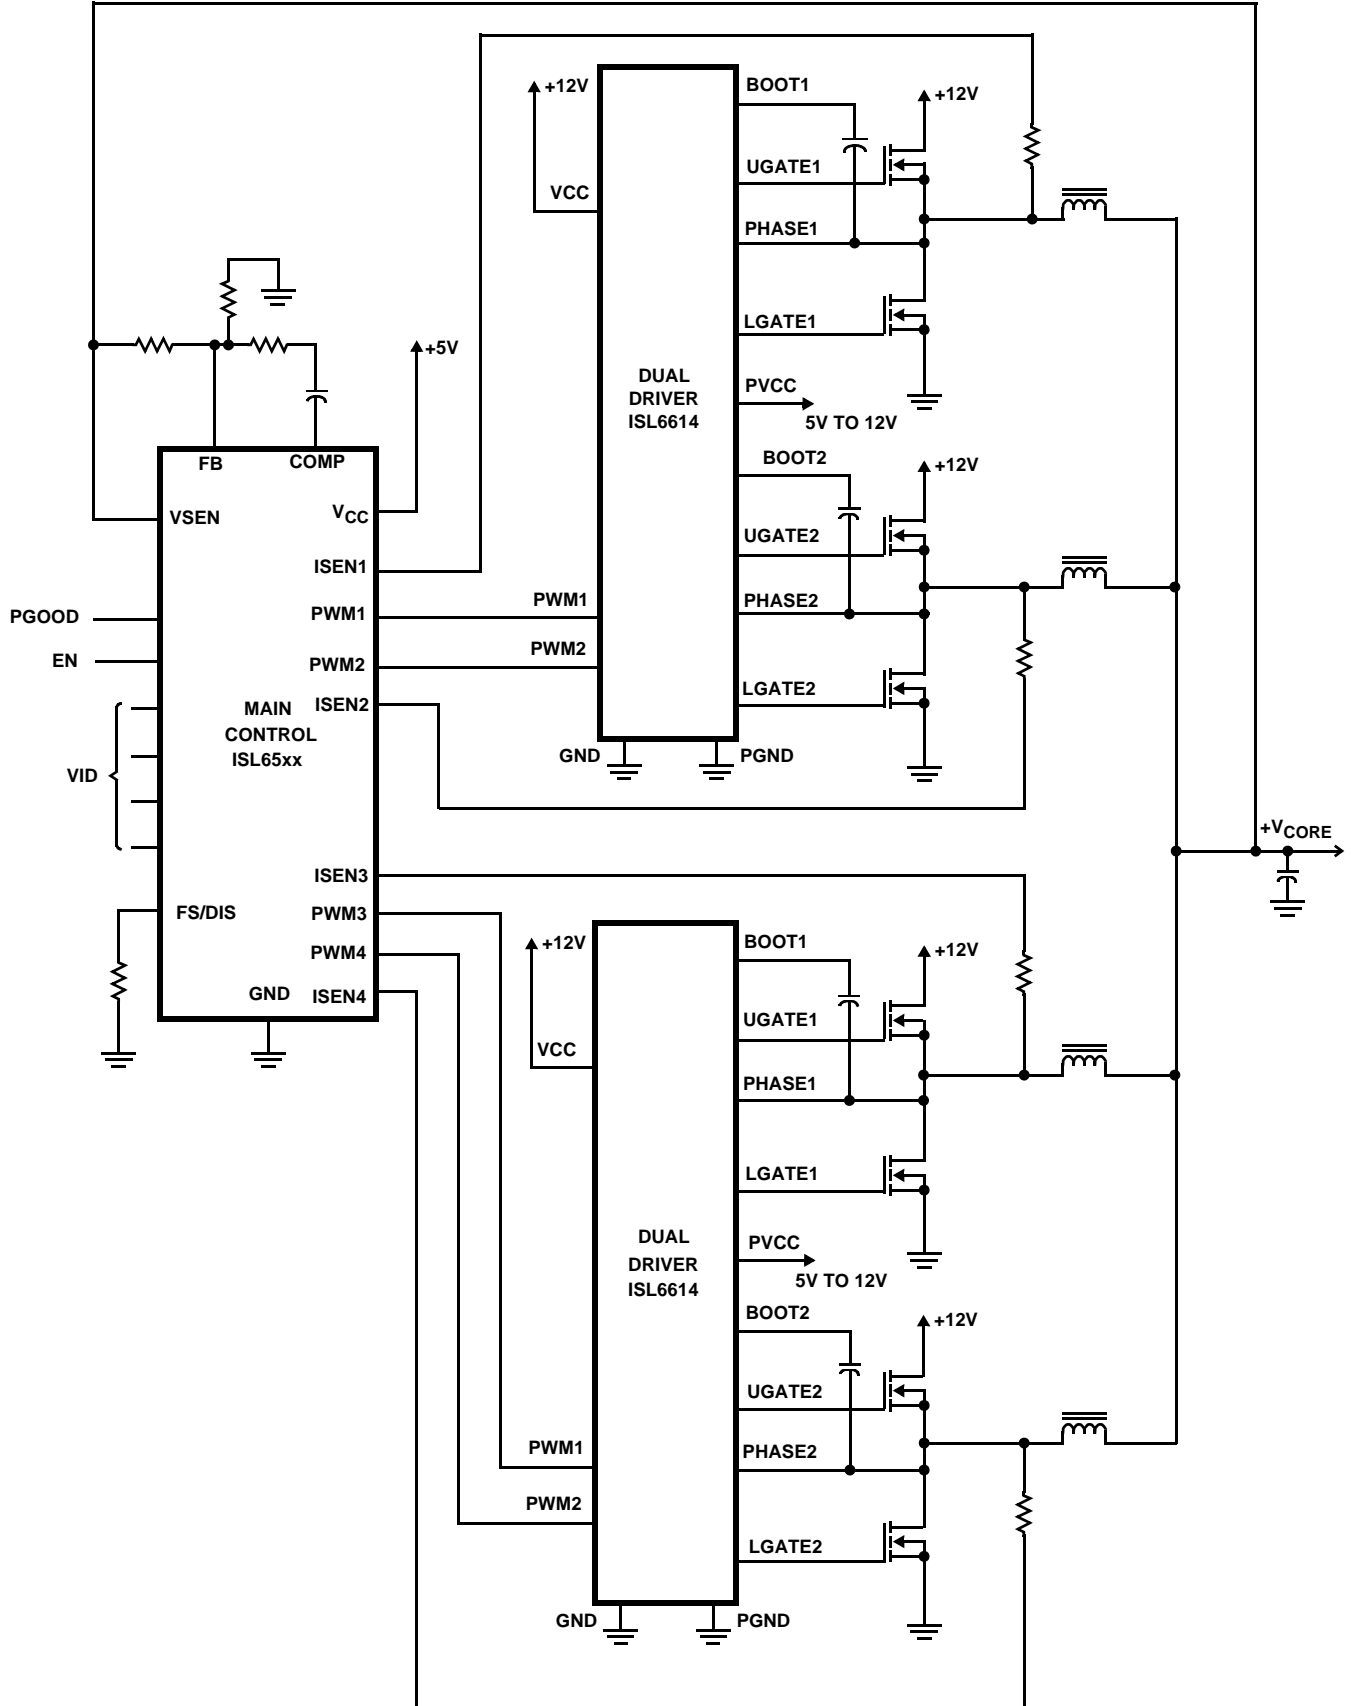 +12V
BOOT1
+12V
UGATE1
VCC
PHASE1
LGATE1
+5V
DUAL
DRIVER
ISL6614
PVCC
5V TO 12V
BOOT2
+12V
FB
COMP
VSEN
VCC
UGATE2
ISEN1
PWM1
PHASE2
PGOOD
PWM1
PWM2
EN
PWM2
LGATE2
ISEN2
MAIN
CONTROL
ISL65xx
VID
GND
PGND
+VCORE
ISEN3
FS/DIS
PWM3
PWM4
GND
ISEN4
+12V
BOOT1
+12V
UGATE1
VCC
PHASE1
LGATE1
DUAL
DRIVER
ISL6614
PVCC
5V TO 12V
BOOT2
+12V
UGATE2
PWM1
PHASE2
PWM2
LGATE2
GND
PGND